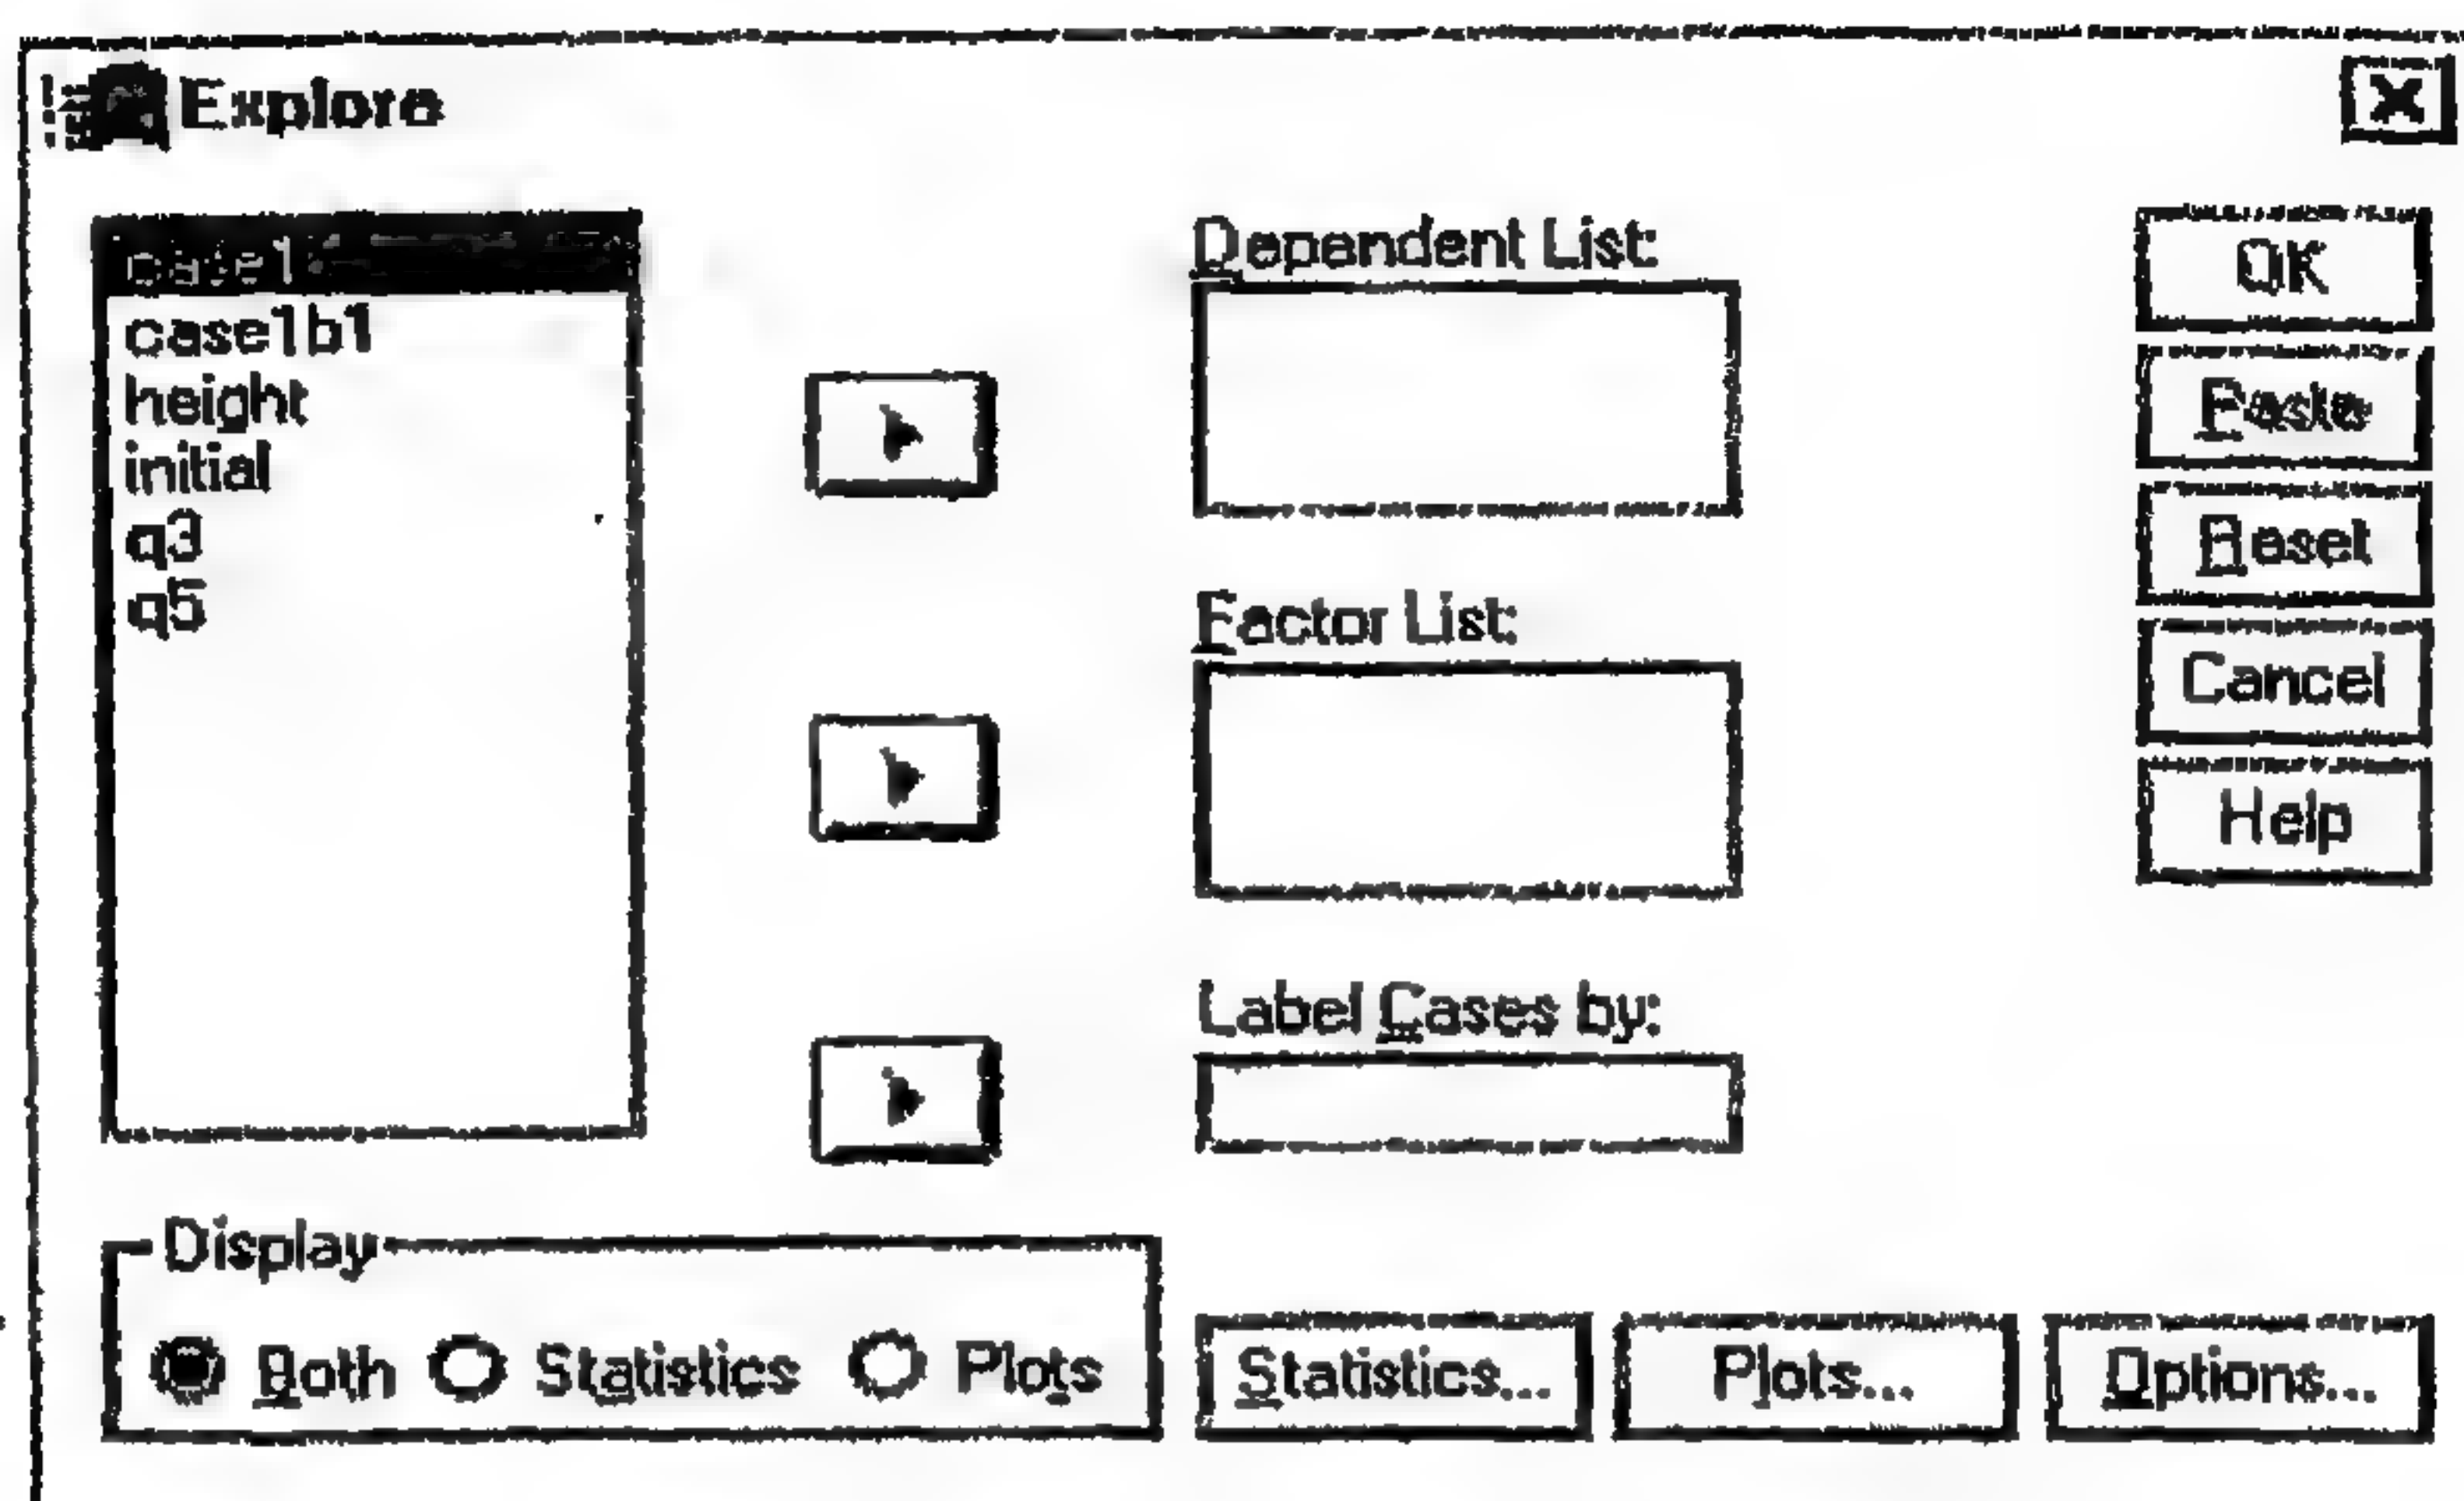 Explore
case1
case1b1
height
initial
q3
q5
Dependent List:
Factor List:
Label Cases by:
OK
Paste
Reset
Cancel
Help
Display
Both Statistics Plots
Statistics... Plots... Options...